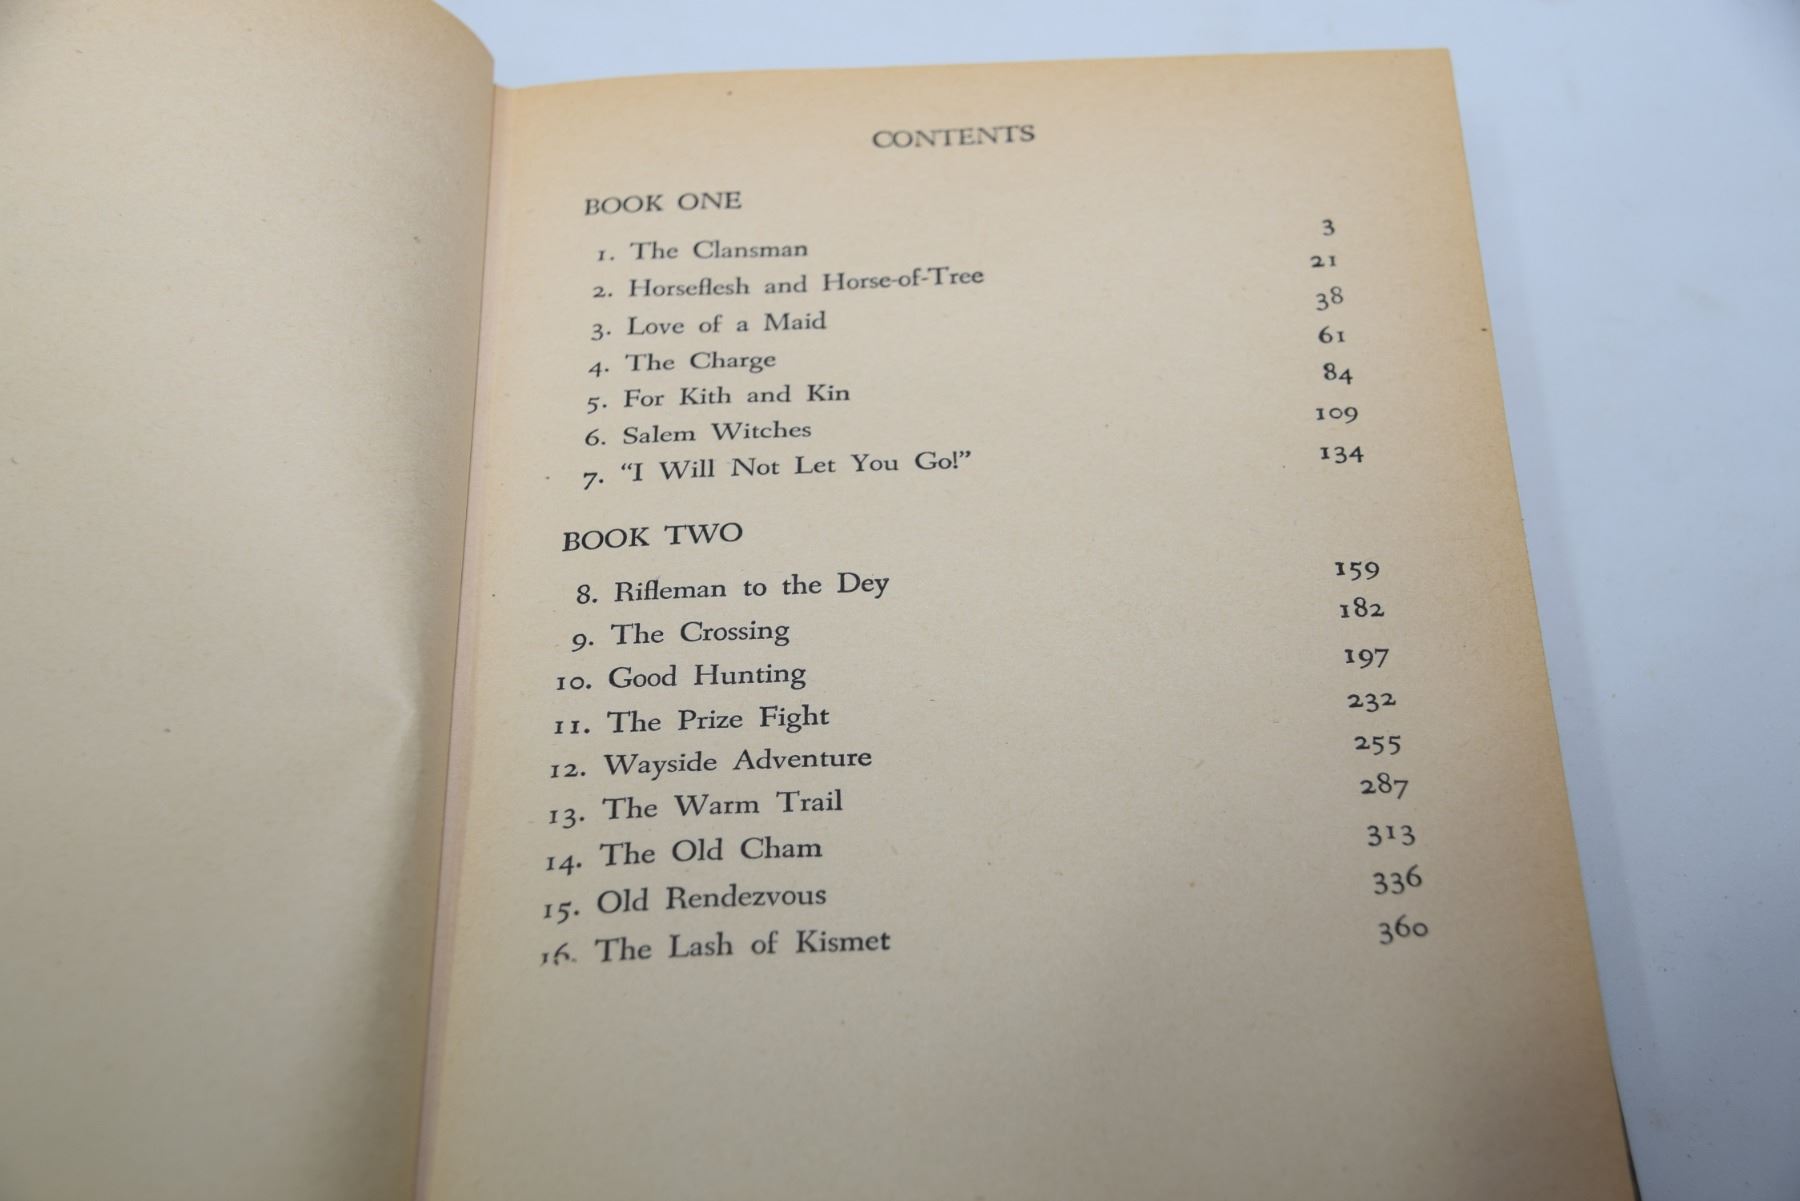 CONTENTS
BOOK ONE
1. The Clansman 3
2. Horseflesh and Horse-of-Tree 21
3. Love of a Maid 38
4. The Charge 61
5. For Kith and Kin 84
6. Salem Witches 109
7. “I Will Not Let You Go!” 134
BOOK TWO
8. Rifleman to the Dey 159
9. The Crossing 182
10. Good Hunting 197
11. The Prize Fight 232
12. Wayside Adventure 255
13. The Warm Trail 287
14. The Old Cham 313
15. Old Rendezvous 336
16. The Lash of Kismet 360